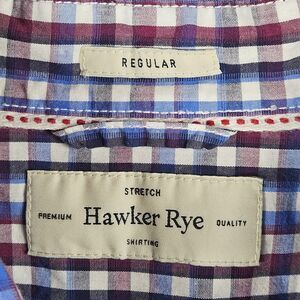 REGULAR
STRETCH
PREMIUM Hawker Rye QUALITY
SHIRTING